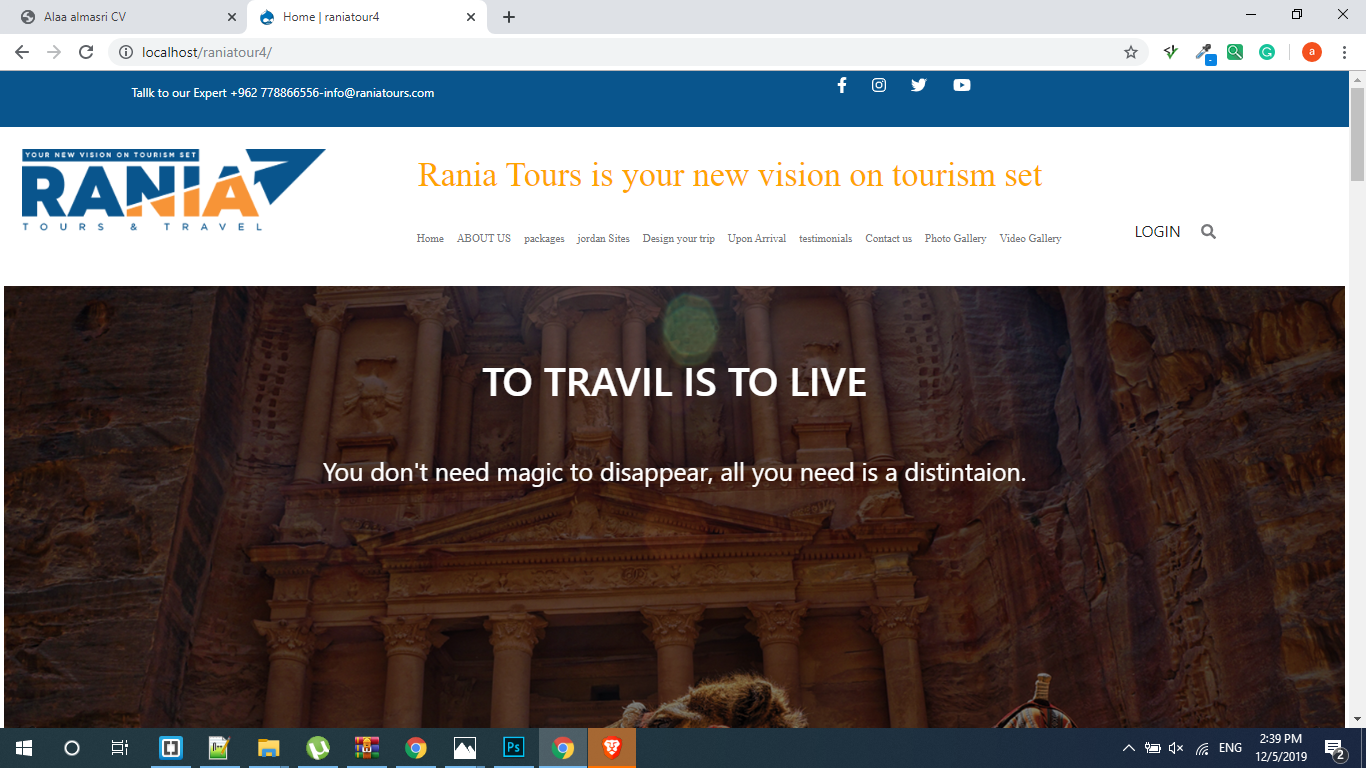 Alaa almasri CV
Home | raniatour4
localhost/raniatour4/
a
Tallk to our Expert +962 778866556-info@raniatours.com
YOUR NEW VISION ON TOURISM SET
RANIA
TOURS & TRAVEL
Rania Tours is your new vision on tourism set
Home ABOUT US packages jordan Sites Design your trip Upon Arrival testimonials Contact us Photo Gallery Video Gallery
LOGIN
TO TRAVIL IS TO LIVE
You don't need magic to disappear, all you need is a distintaion.
Ps
ENG
2:39 PM
12/5/2019
2